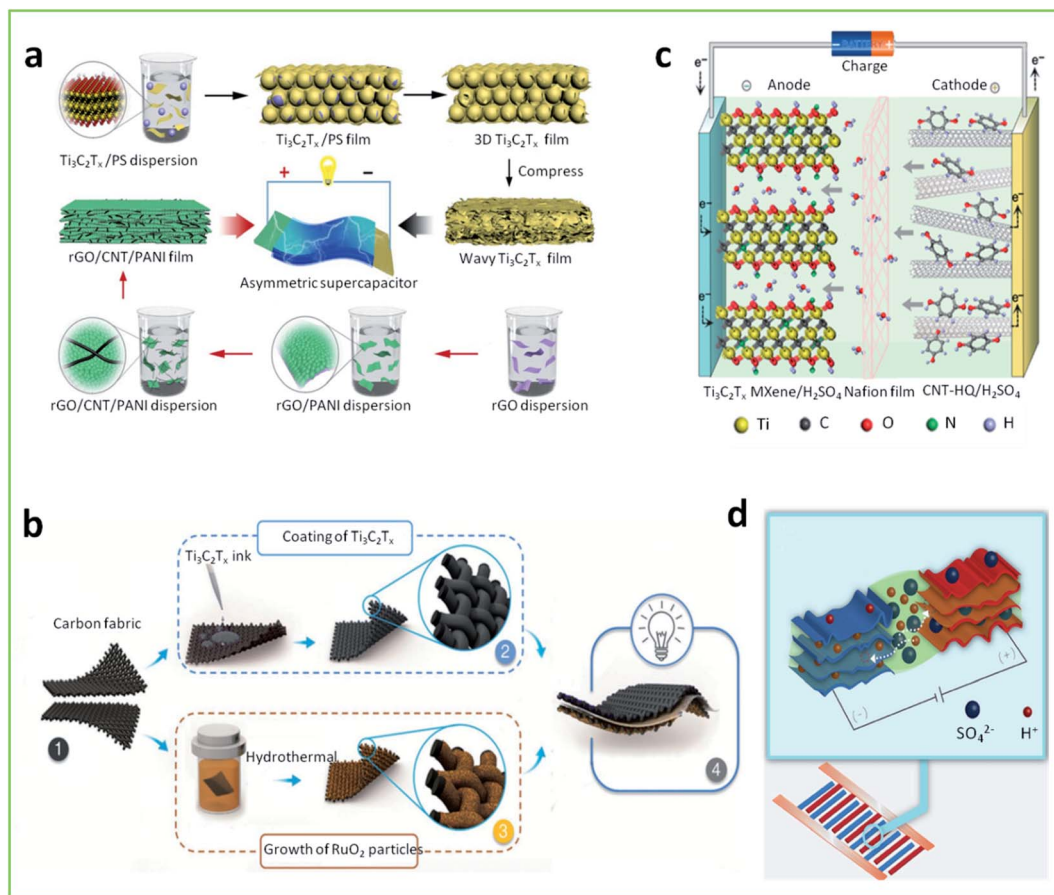 a
Ti₃C₂Tₓ/PS dispersion
Ti₃C₂Tₓ/PS film
3D Ti₃C₂Tₓ film
Compress
+
−
rGO/CNT/PANI film
Asymmetric supercapacitor
Wavy Ti₃C₂Tₓ film
rGO/CNT/PANI dispersion
rGO/PANI dispersion
rGO dispersion
c
−
+
Charge
e⁻
e⁻
⊖ Anode
Cathode ⊕
e⁻
e⁻
e⁻
e⁻
Ti₃C₂Tₓ MXene/H₂SO₄ Nafion film CNT-HQ/H₂SO₄
Ti C O N H
b
Coating of Ti₃C₂Tₓ
Ti₃C₂Tₓ ink
Carbon fabric
2
1
Hydrothermal
3
Growth of RuO₂ particles
4
d
(+)
(-)
SO₄²⁻
H⁺